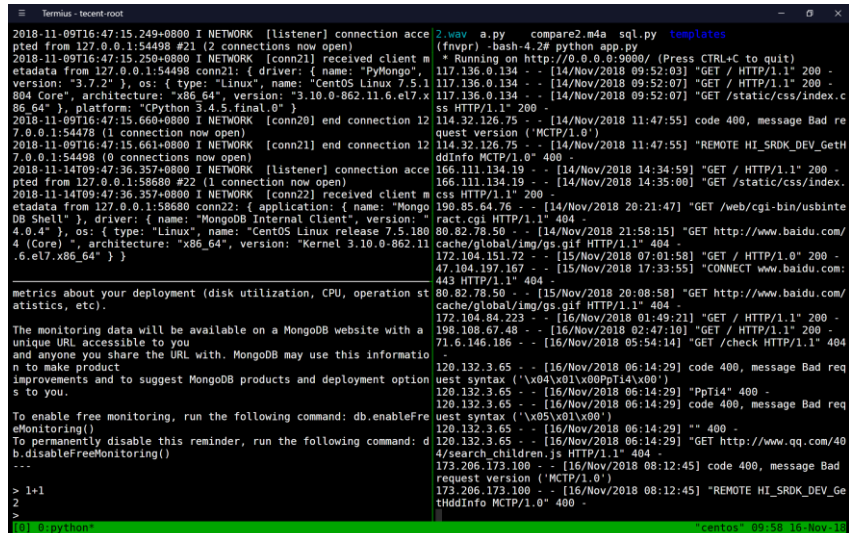 Termius - tecent-root
2018-11-09T16:47:15.249+0800 I NETWORK  [listener] connection acce
pted from 127.0.0.1:54498 #21 (2 connections now open)
2018-11-09T16:47:15.250+0800 I NETWORK  [conn21] received client m
etadata from 127.0.0.1:54498 conn21: { driver: { name: "PyMongo",
version: "3.7.2" }, os: { type: "Linux", name: "CentOS Linux 7.5.1
804 Core", architecture: "x86_64", version: "3.10.0-862.11.6.el7.x
86_64" }, platform: "CPython 3.4.5.final.0" }
2018-11-09T16:47:15.660+0800 I NETWORK  [conn20] end connection 12
7.0.0.1:54478 (1 connection now open)
2018-11-09T16:47:15.661+0800 I NETWORK  [conn21] end connection 12
7.0.0.1:54498 (0 connections now open)
2018-11-14T09:47:36.357+0800 I NETWORK  [listener] connection acce
pted from 127.0.0.1:58680 #22 (1 connection now open)
2018-11-14T09:47:36.357+0800 I NETWORK  [conn22] received client m
etadata from 127.0.0.1:58680 conn22: { application: { name: "Mongo
DB Shell" }, driver: { name: "MongoDB Internal Client", version: "
4.0.4" }, os: { type: "Linux", name: "CentOS Linux release 7.5.180
4 (Core) ", architecture: "x86_64", version: "Kernel 3.10.0-862.11
.6.el7.x86_64" } }
metrics about your deployment (disk utilization, CPU, operation st
atistics, etc).
The monitoring data will be available on a MongoDB website with a
unique URL accessible to you
and anyone you share the URL with. MongoDB may use this informatio
n to make product
improvements and to suggest MongoDB products and deployment option
s to you.
To enable free monitoring, run the following command: db.enableFre
eMonitoring()
To permanently disable this reminder, run the following command: d
b.disableFreeMonitoring()
---
> 1+1
2
>
2.wav  a.py    compare2.m4a  sql.py  templates
(fnvpr) -bash-4.2# python app.py
 * Running on http://0.0.0.0:9000/ (Press CTRL+C to quit)
117.136.0.134 - - [14/Nov/2018 09:52:03] "GET / HTTP/1.1" 200 -
117.136.0.134 - - [14/Nov/2018 09:52:07] "GET / HTTP/1.1" 200 -
117.136.0.134 - - [14/Nov/2018 09:52:07] "GET /static/css/index.c
ss HTTP/1.1" 200 -
114.32.126.75 - - [14/Nov/2018 11:47:55] code 400, message Bad re
quest version ('MCTP/1.0')
114.32.126.75 - - [14/Nov/2018 11:47:55] "REMOTE HI_SRDK_DEV_GetH
ddInfo MCTP/1.0" 400 -
166.111.134.19 - - [14/Nov/2018 14:34:59] "GET / HTTP/1.1" 200 -
166.111.134.19 - - [14/Nov/2018 14:35:00] "GET /static/css/index.
css HTTP/1.1" 200 -
190.85.64.76 - - [14/Nov/2018 20:21:47] "GET /web/cgi-bin/usbinte
ract.cgi HTTP/1.1" 404 -
80.82.78.50 - - [14/Nov/2018 21:58:15] "GET http://www.baidu.com/
cache/global/img/gs.gif HTTP/1.1" 404 -
172.104.151.72 - - [15/Nov/2018 07:01:58] "GET / HTTP/1.0" 200 -
47.104.197.167 - - [15/Nov/2018 17:33:55] "CONNECT www.baidu.com:
443 HTTP/1.1" 404 -
80.82.78.50 - - [15/Nov/2018 20:08:58] "GET http://www.baidu.com/
cache/global/img/gs.gif HTTP/1.1" 404 -
172.104.84.223 - - [16/Nov/2018 01:49:21] "GET / HTTP/1.1" 200 -
198.108.67.48 - - [16/Nov/2018 02:47:10] "GET / HTTP/1.1" 200 -
71.6.146.186 - - [16/Nov/2018 05:54:14] "GET /check HTTP/1.1" 404
-
120.132.3.65 - - [16/Nov/2018 06:14:29] code 400, message Bad req
uest syntax ('\x04\x01\x00PpTi4\x00')
120.132.3.65 - - [16/Nov/2018 06:14:29] "PpTi4" 400 -
120.132.3.65 - - [16/Nov/2018 06:14:29] code 400, message Bad req
uest syntax ('\x05\x01\x00')
120.132.3.65 - - [16/Nov/2018 06:14:29] "" 400 -
120.132.3.65 - - [16/Nov/2018 06:14:29] "GET http://www.qq.com/40
4/search_children.js HTTP/1.1" 404 -
173.206.173.100 - - [16/Nov/2018 08:12:45] code 400, message Bad
request version ('MCTP/1.0')
173.206.173.100 - - [16/Nov/2018 08:12:45] "REMOTE HI_SRDK_DEV_Ge
tHddInfo MCTP/1.0" 400 -
[0] 0:python*
"centos" 09:58 16-Nov-18